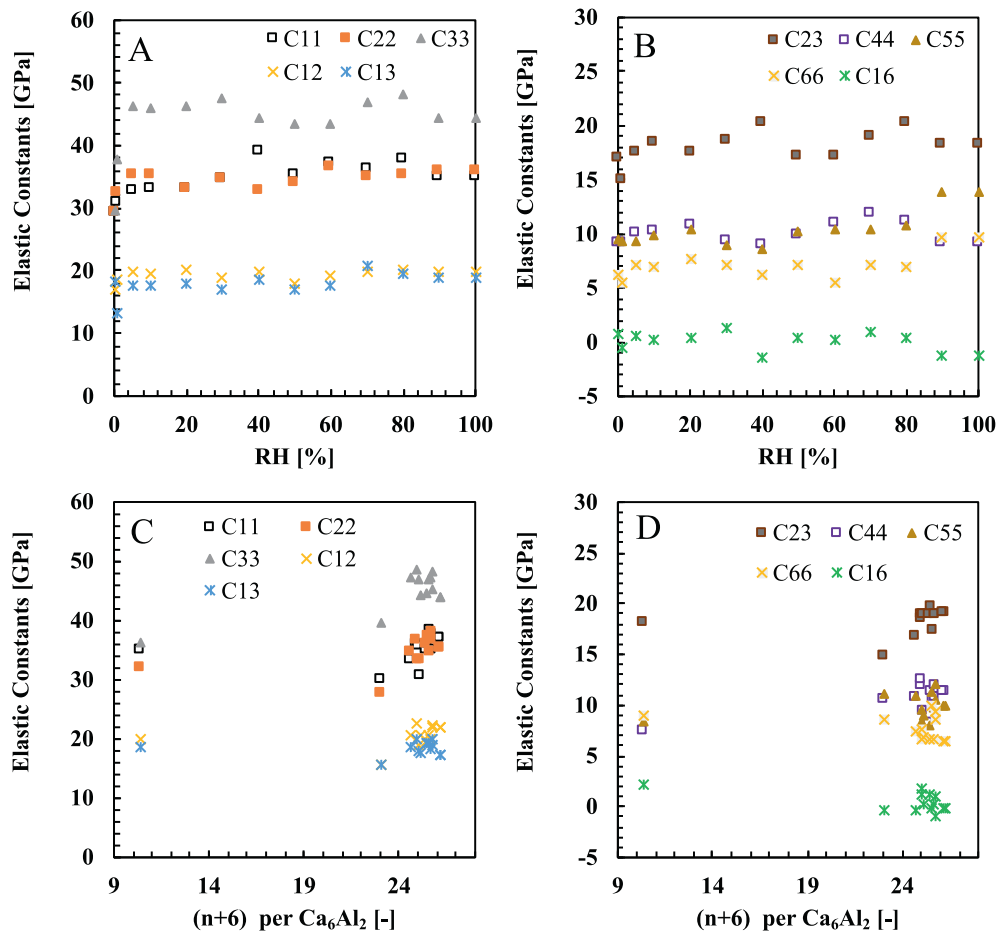 60
50
40
30
20
10
0
Elastic Constants [GPa]
A
C11 C22 C33
C12 C13
0 20 40 60 80 100
RH [%]
30
25
20
15
10
5
0
-5
Elastic Constants [GPa]
B
C23 C44 C55
C66 C16
0 20 40 60 80 100
RH [%]
60
50
40
30
20
10
0
Elastic Constants [GPa]
C
C11 C22
C33 C12
C13
9 14 19 24
(n+6) per Ca₆Al₂ [-]
30
25
20
15
10
5
0
-5
Elastic Constants [GPa]
D
C23 C44 C55
C66 C16
9 14 19 24
(n+6) per Ca₆Al₂ [-]